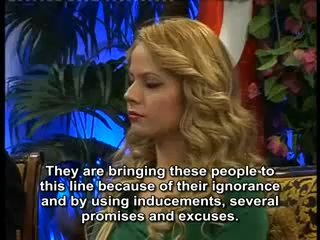 They are bringing these people to
this line because of their ignorance
and by using inducements, several
promises and excuses.